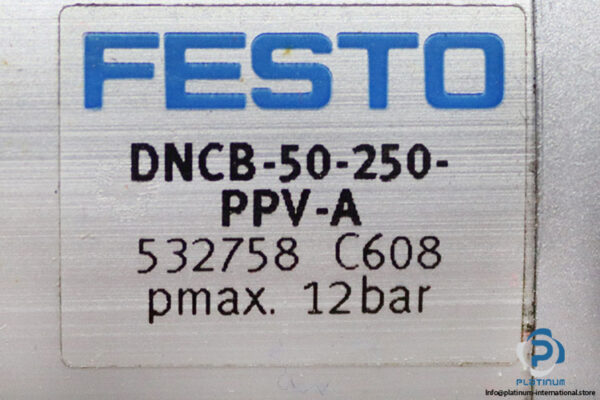 FESTO
DNCB-50-250-
PPV-A
532758 C608
pmax. 12bar
PLATINUM
Info@platinum-international.store